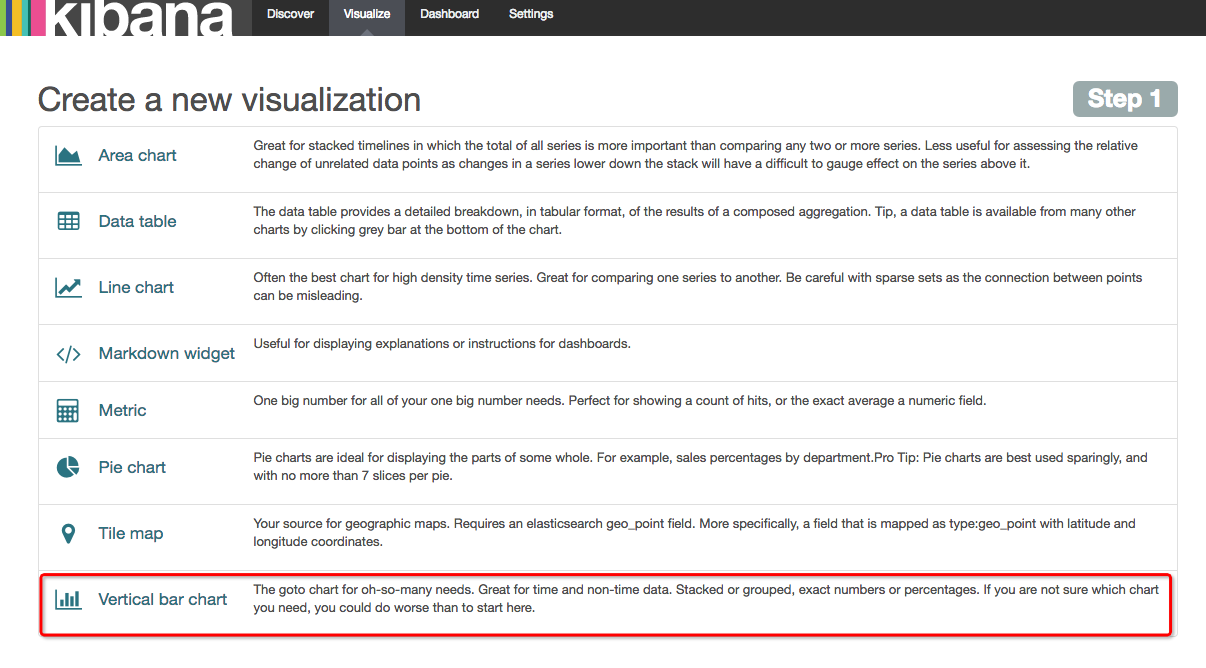 kibana
Discover
Visualize
Dashboard
Settings
Create a new visualization
Step 1
Area chart
Great for stacked timelines in which the total of all series is more important than comparing any two or more series. Less useful for assessing the relative
change of unrelated data points as changes in a series lower down the stack will have a difficult to gauge effect on the series above it.
Data table
The data table provides a detailed breakdown, in tabular format, of the results of a composed aggregation. Tip, a data table is available from many other
charts by clicking grey bar at the bottom of the chart.
Line chart
Often the best chart for high density time series. Great for comparing one series to another. Be careful with sparse sets as the connection between points
can be misleading.
Markdown widget
Useful for displaying explanations or instructions for dashboards.
Metric
One big number for all of your one big number needs. Perfect for showing a count of hits, or the exact average a numeric field.
Pie chart
Pie charts are ideal for displaying the parts of some whole. For example, sales percentages by department.Pro Tip: Pie charts are best used sparingly, and
with no more than 7 slices per pie.
Tile map
Your source for geographic maps. Requires an elasticsearch geo_point field. More specifically, a field that is mapped as type:geo_point with latitude and
longitude coordinates.
Vertical bar chart
The goto chart for oh-so-many needs. Great for time and non-time data. Stacked or grouped, exact numbers or percentages. If you are not sure which chart
you need, you could do worse than to start here.